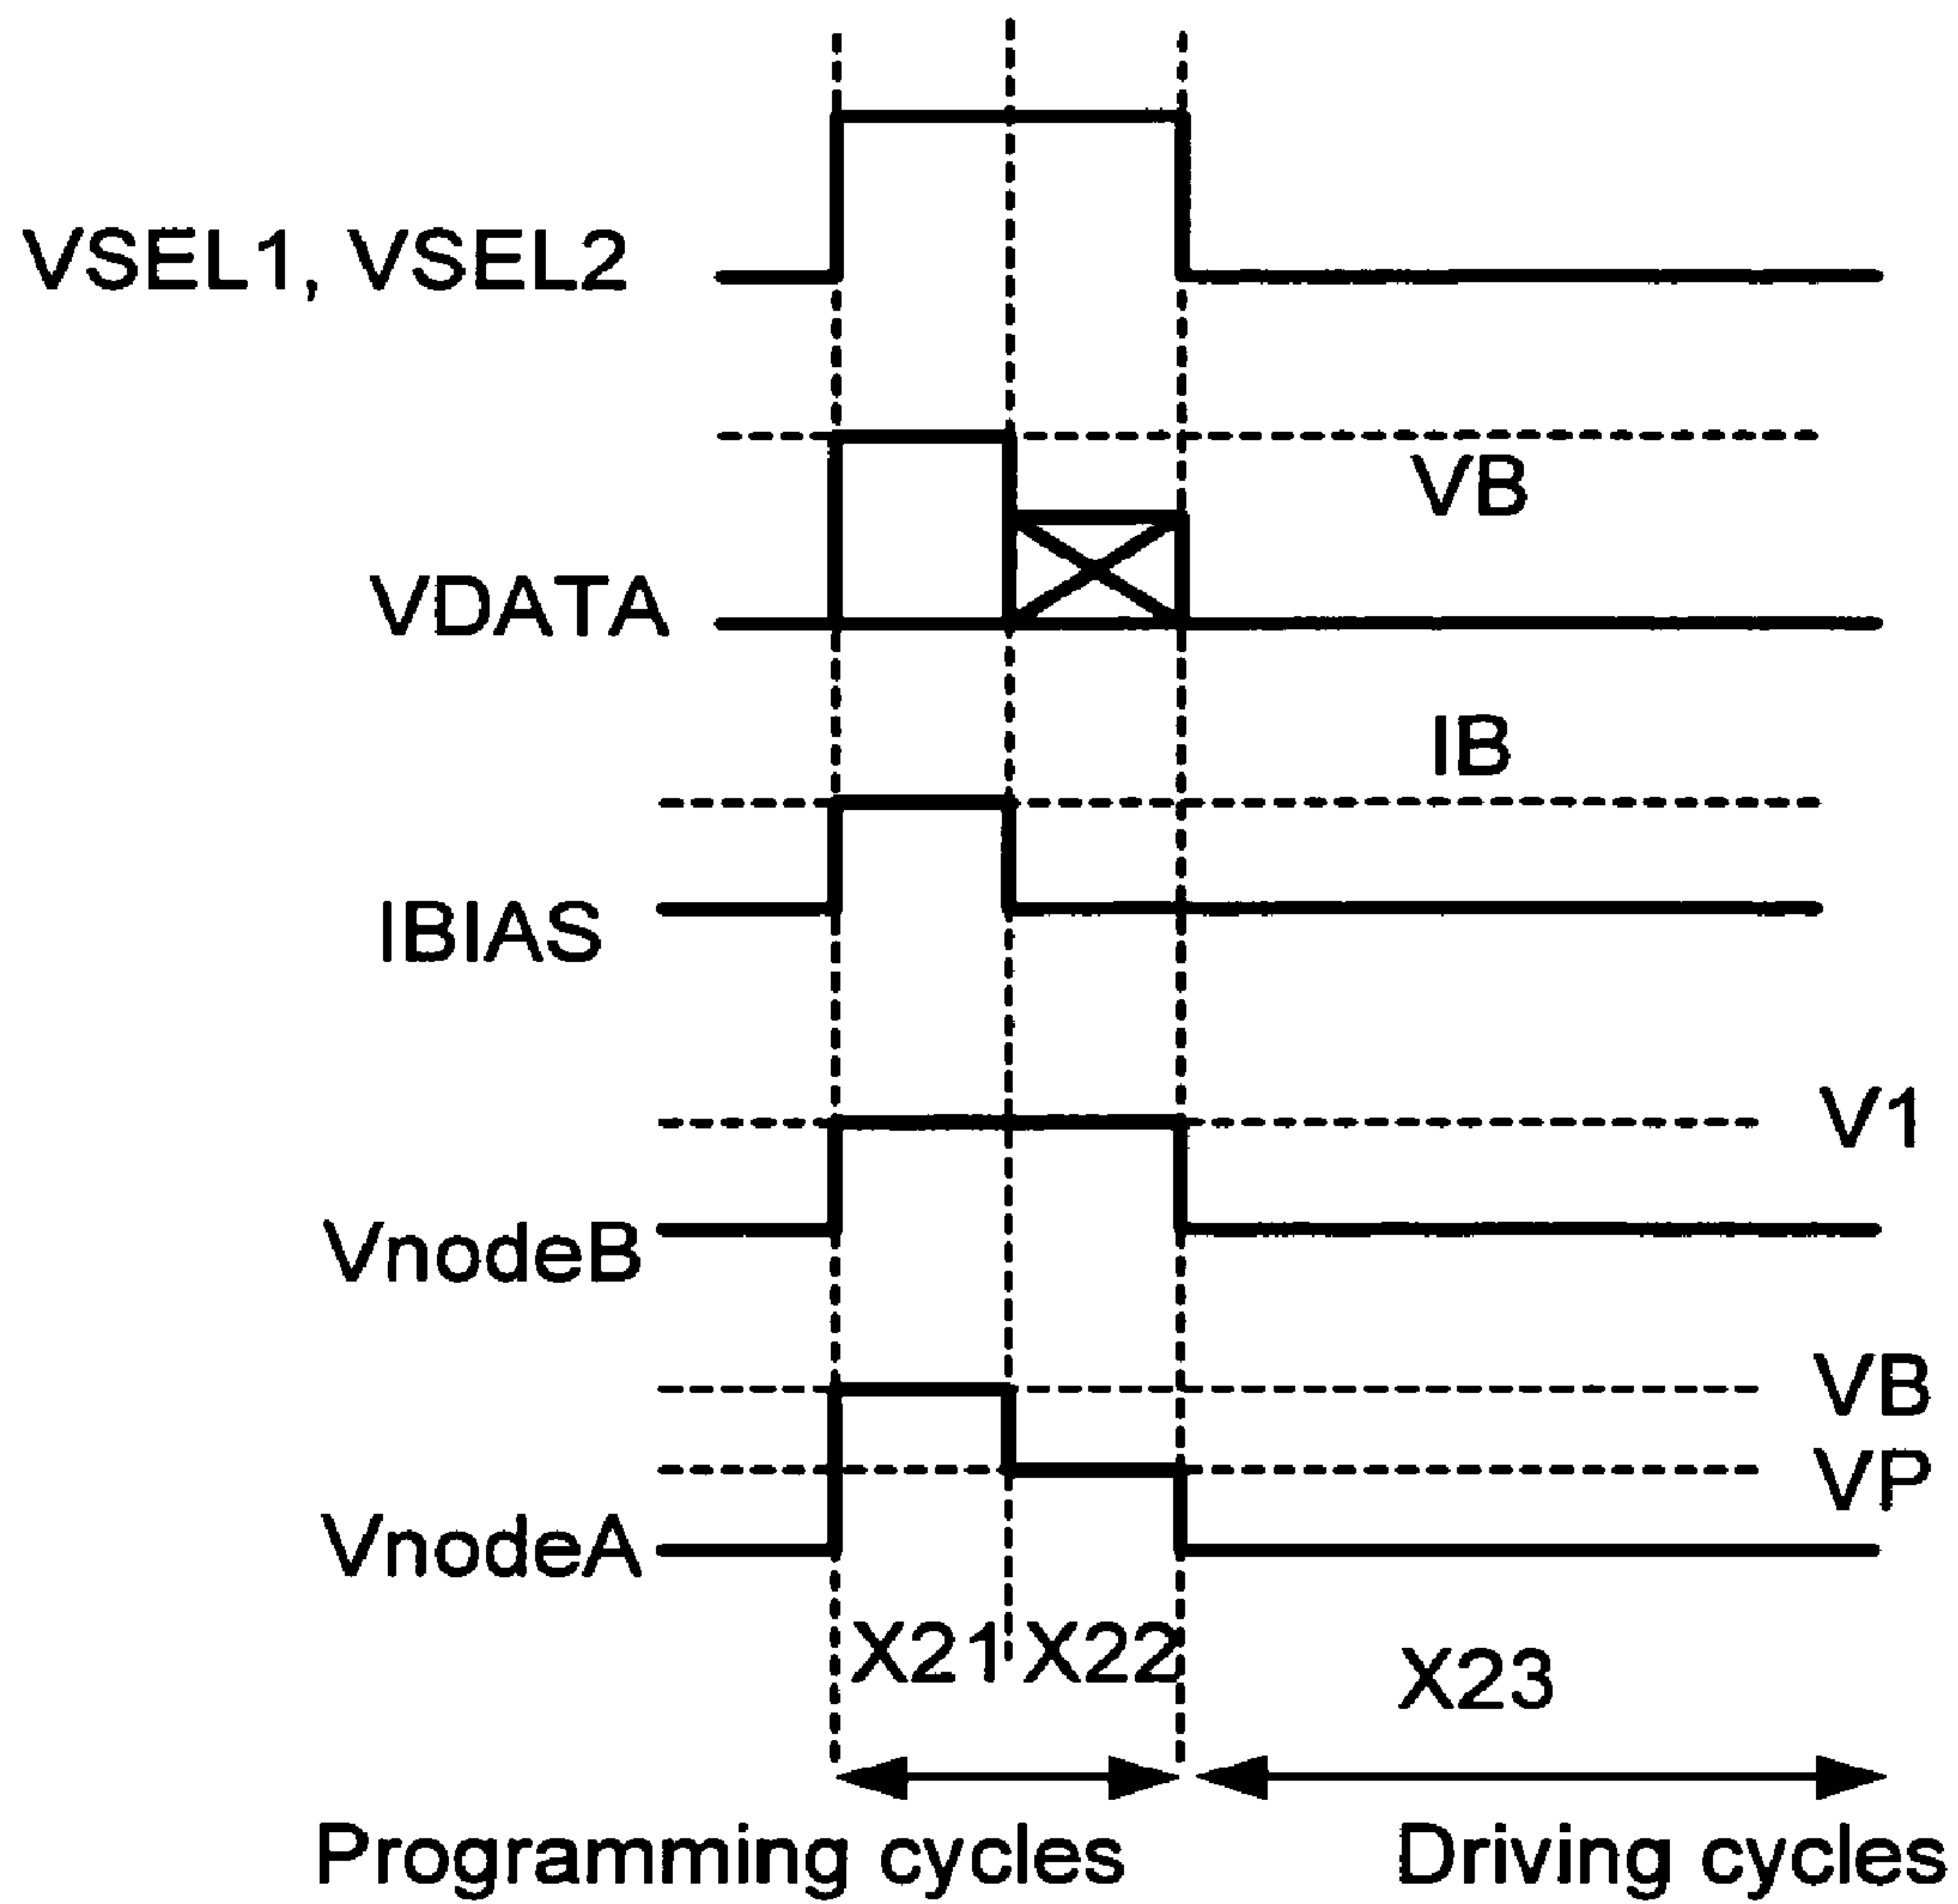 VSEL1, VSEL2
VB
VDATA
IB
IBIAS
V1
VnodeB
VB
VP
VnodeA
X21 X22
X23
Programming cycles
Driving cycles